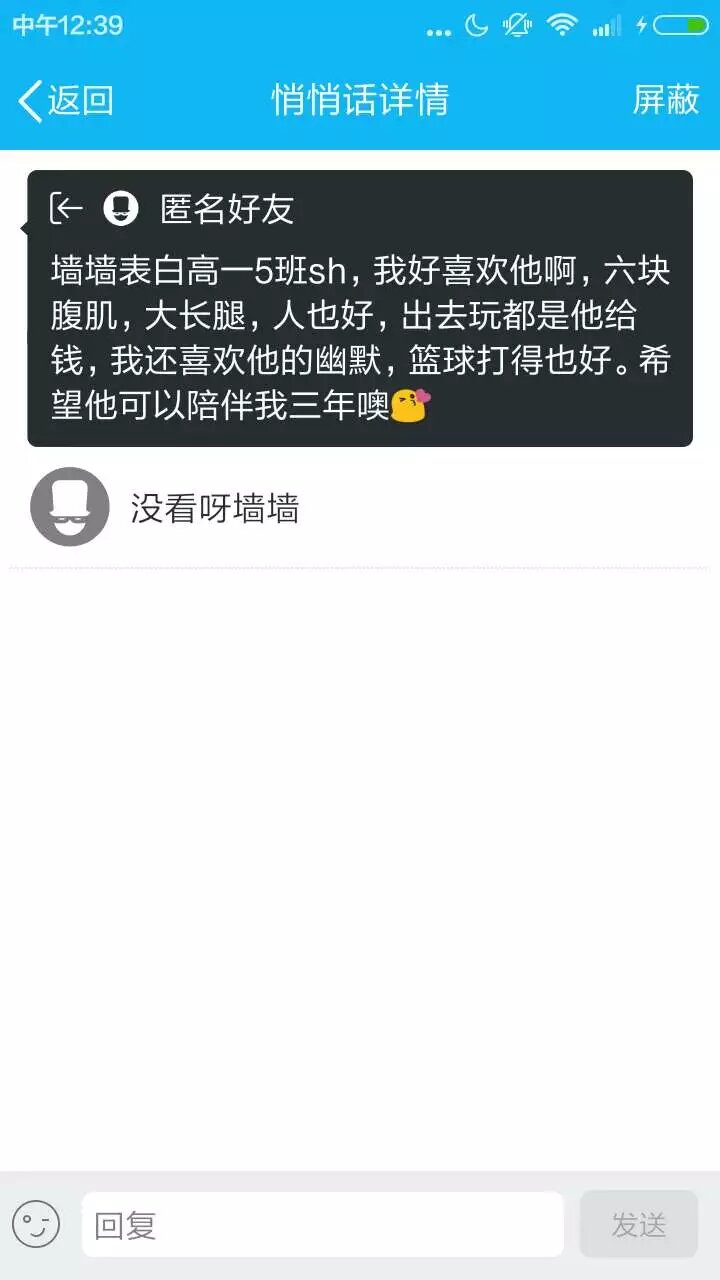 中午12:39
返回
悄悄话详情
屏蔽
匿名好友
墙墙表白高一5班sh，我好喜欢他啊，六块
腹肌，大长腿，人也好，出去玩都是他给
钱，我还喜欢他的幽默，篮球打得也好。希
望他可以陪伴我三年噢😘
没看呀墙墙
回复
发送